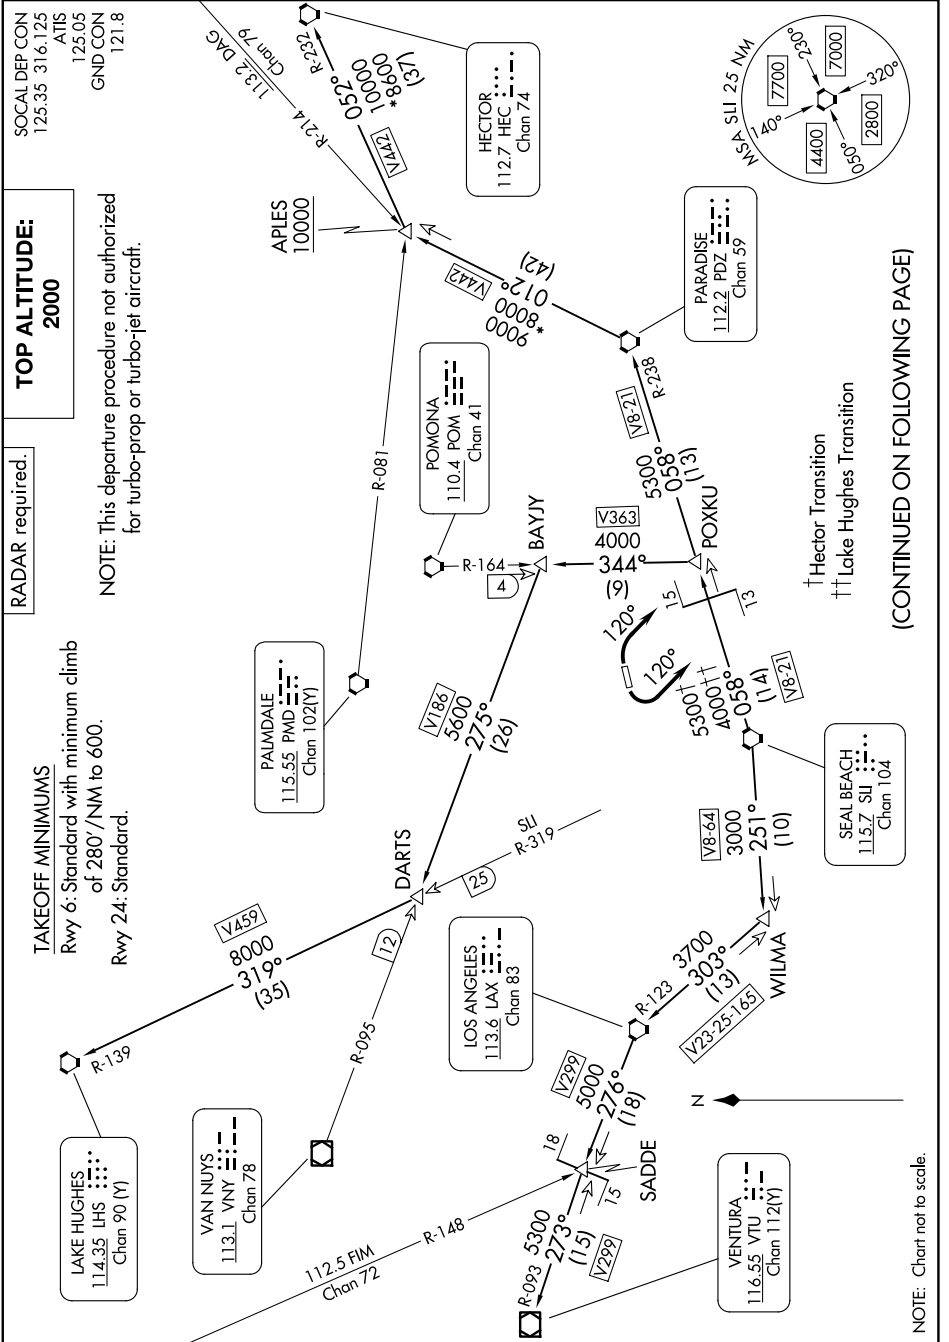 SOCAL DEP CON
125.35 316.125
ATIS
125.05
GND CON
121.8
TOP ALTITUDE:
2000
RADAR required.
NOTE: This departure procedure not authorized
for turbo-prop or turbo-jet aircraft.
TAKEOFF MINIMUMS
Rwy 6: Standard with minimum climb
of 280'/NM to 600.
Rwy 24: Standard.
LAKE HUGHES
114.35 LHS
Chan 90 (Y)
R-139
V459
8000
319°
(35)
VAN NUYS
113.1 VNY
Chan 78
R-095
12
DARTS
25
SLI
R-319
PALMDALE
115.55 PMD
Chan 102(Y)
R-081
V186
5600
275°
(26)
POMONA
110.4 POM
Chan 41
R-164
4
BAYJY
V363
4000
344°
(9)
APLES
10000
113.2 DAG
Chan 79
R-214
R-232
052°
10000
*8600
(37)
V442
HECTOR
112.7 HEC
Chan 74
V442
012°
(42)
9000
*8000
PARADISE
112.2 PDZ
Chan 59
R-238
V8-21
5300
058°
(13)
POXKU
15
13
120°
120°
5300†
4000††
058°
(14)
V8-21
SEAL BEACH
115.7 SLI
Chan 104
V8-64
3000
251°
(10)
WILMA
3700
303°
(13)
V23-25-165
R-123
LOS ANGELES
113.6 LAX
Chan 83
V299
5000
276°
(18)
18
15
SADDE
112.5 FIM
Chan 72
R-148
R-093
5300
273°
(15)
V299
VENTURA
116.55 VTU
Chan 112(Y)
N
MSA SLI 25 NM
140°
230°
320°
050°
7700
7000
4400
2800
†Hector Transition
††Lake Hughes Transition
(CONTINUED ON FOLLOWING PAGE)
NOTE: Chart not to scale.